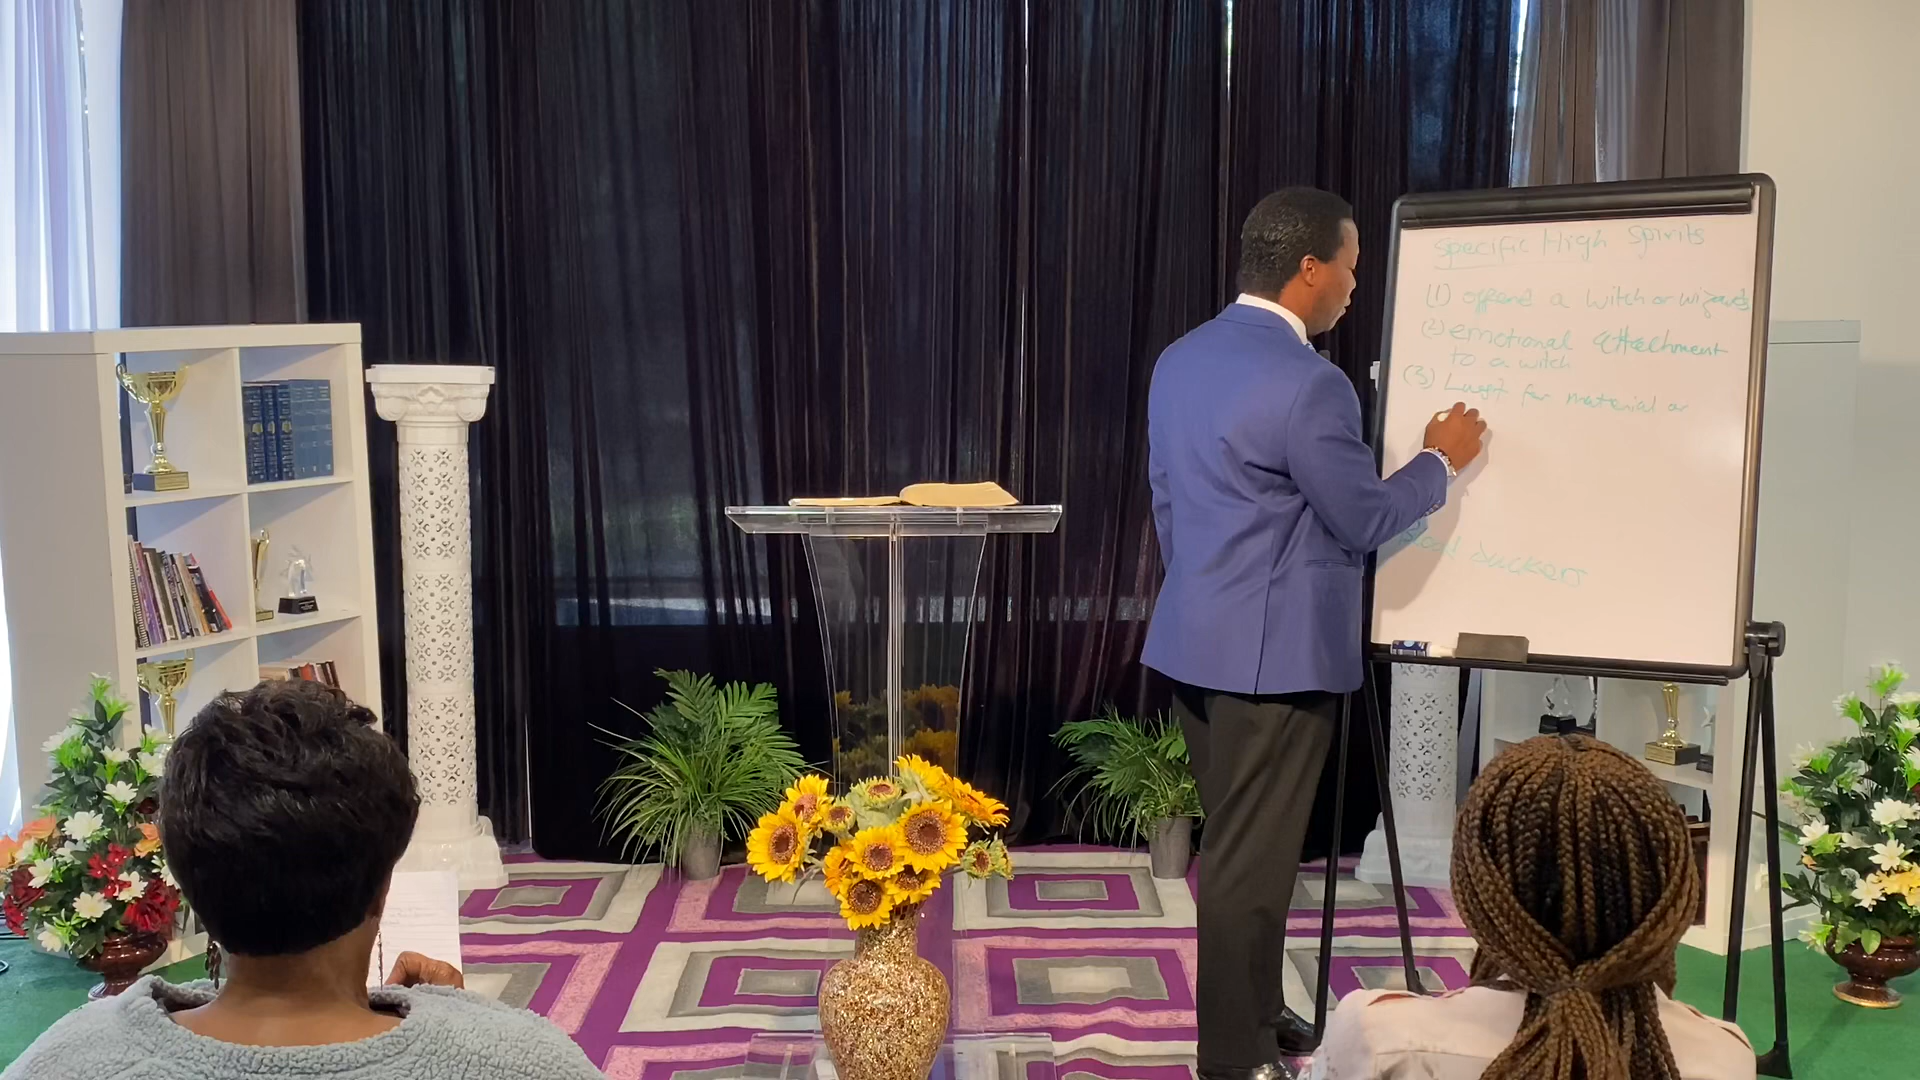 Specific High Spirits
(1) offend a witch or wizards
(2) emotional attachment
to a witch
(3) Lust for material or
suckers